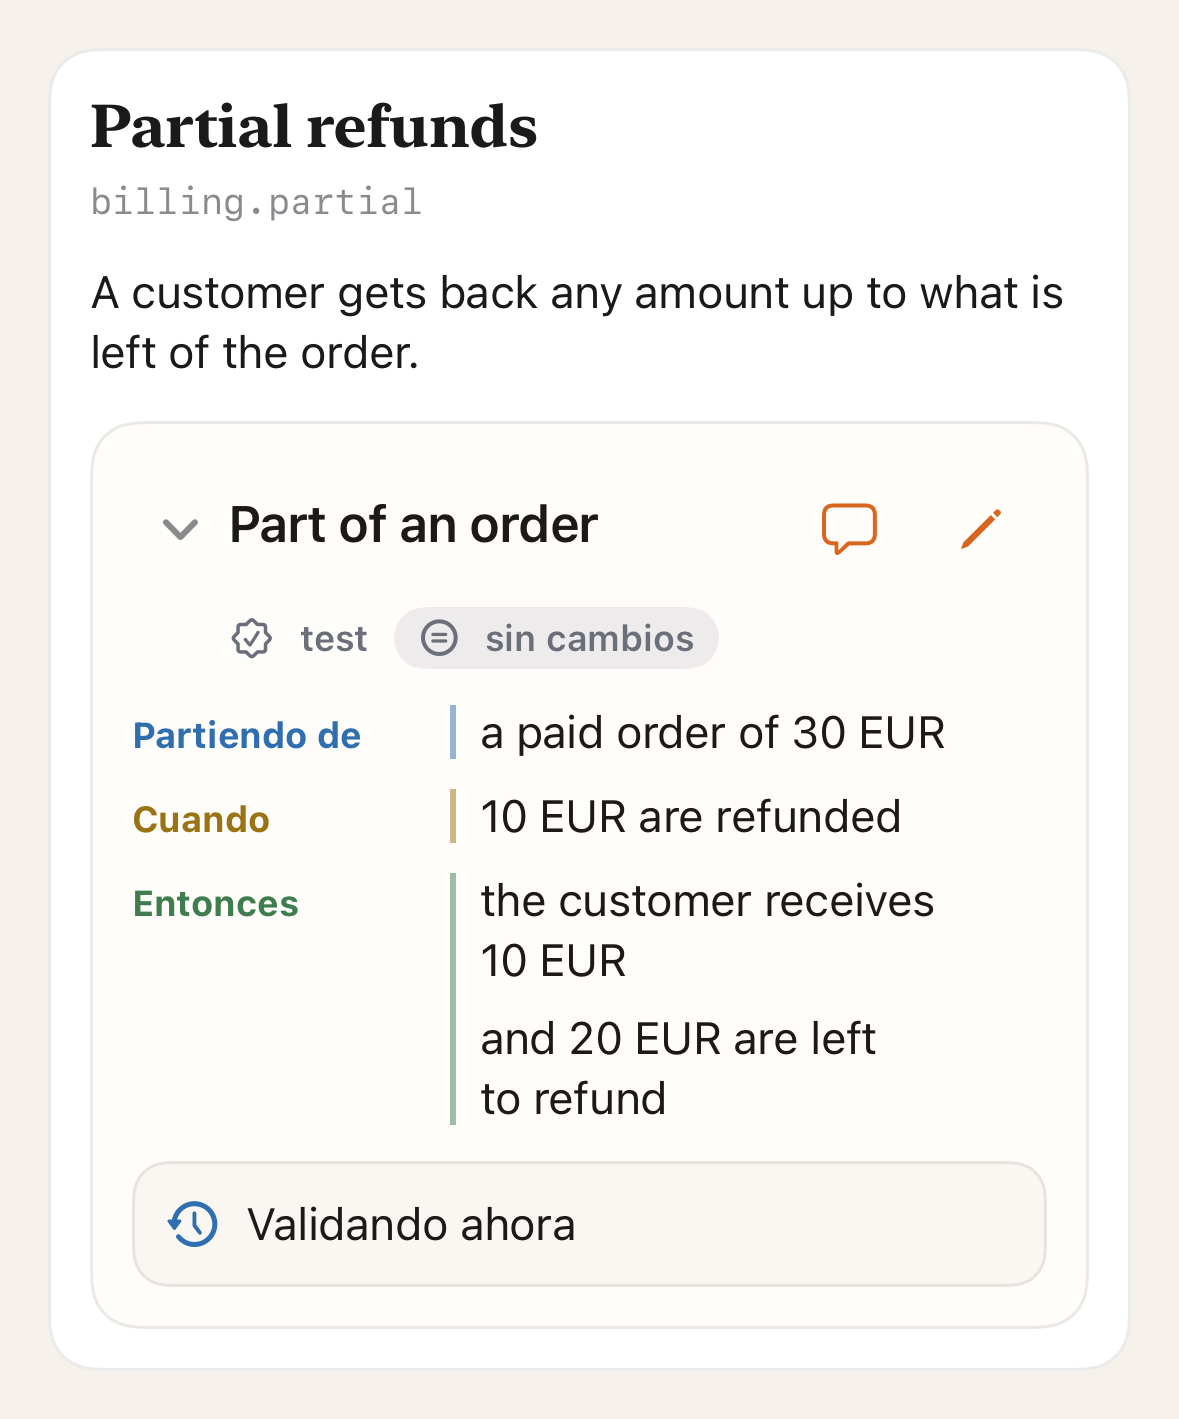 Partial refunds
billing.partial
A customer gets back any amount up to what is
left of the order.
Part of an order
test
sin cambios
Partiendo de
a paid order of 30 EUR
Cuando
10 EUR are refunded
Entonces
the customer receives
10 EUR
and 20 EUR are left
to refund
Validando ahora